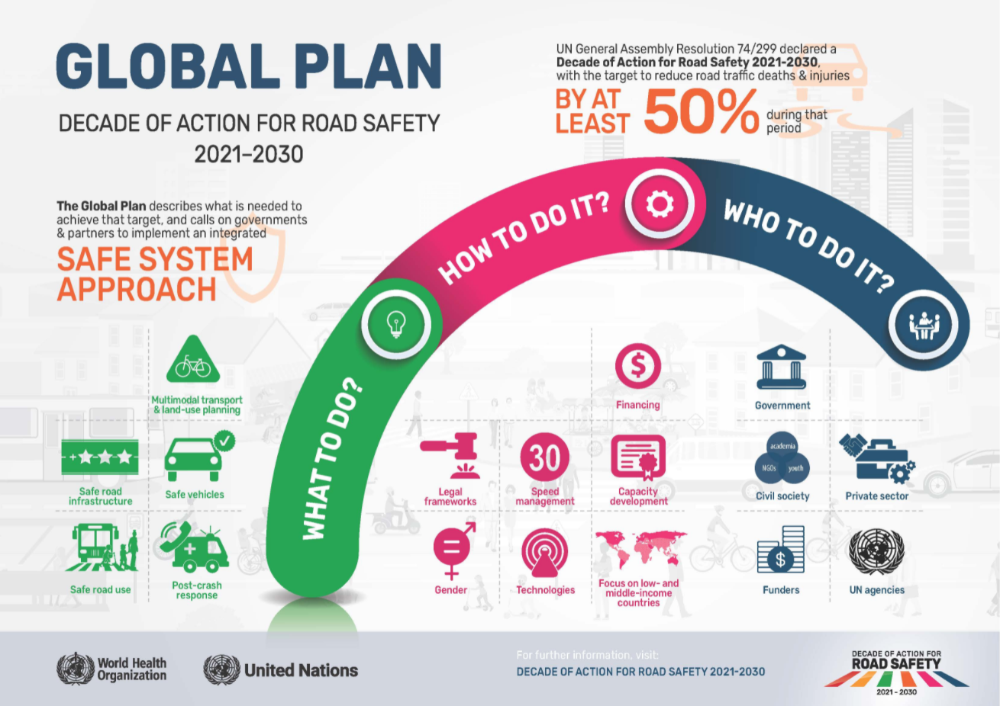 GLOBAL PLAN
DECADE OF ACTION FOR ROAD SAFETY
2021–2030
UN General Assembly Resolution 74/299 declared a
Decade of Action for Road Safety 2021-2030,
with the target to reduce road traffic deaths & injuries
BY AT
LEAST
50%
during that
period
The Global Plan describes what is needed to
achieve that target, and calls on governments
& partners to implement an integrated
SAFE SYSTEM
APPROACH
WHAT TO DO?
HOW TO DO IT?
WHO TO DO IT?
Multimodal transport
& land-use planning
Safe road
infrastructure
Safe vehicles
Safe road use
Post-crash
response
$
Financing
Legal
frameworks
30
Speed
management
Capacity
development
Gender
Technologies
Focus on low- and
middle-income
countries
Government
academia
NGOs
youth
Civil society
Private sector
$
Funders
UN agencies
World Health
Organization
United Nations
For further information, visit:
DECADE OF ACTION FOR ROAD SAFETY 2021-2030
DECADE OF ACTION FOR
ROAD SAFETY
2021 - 2030